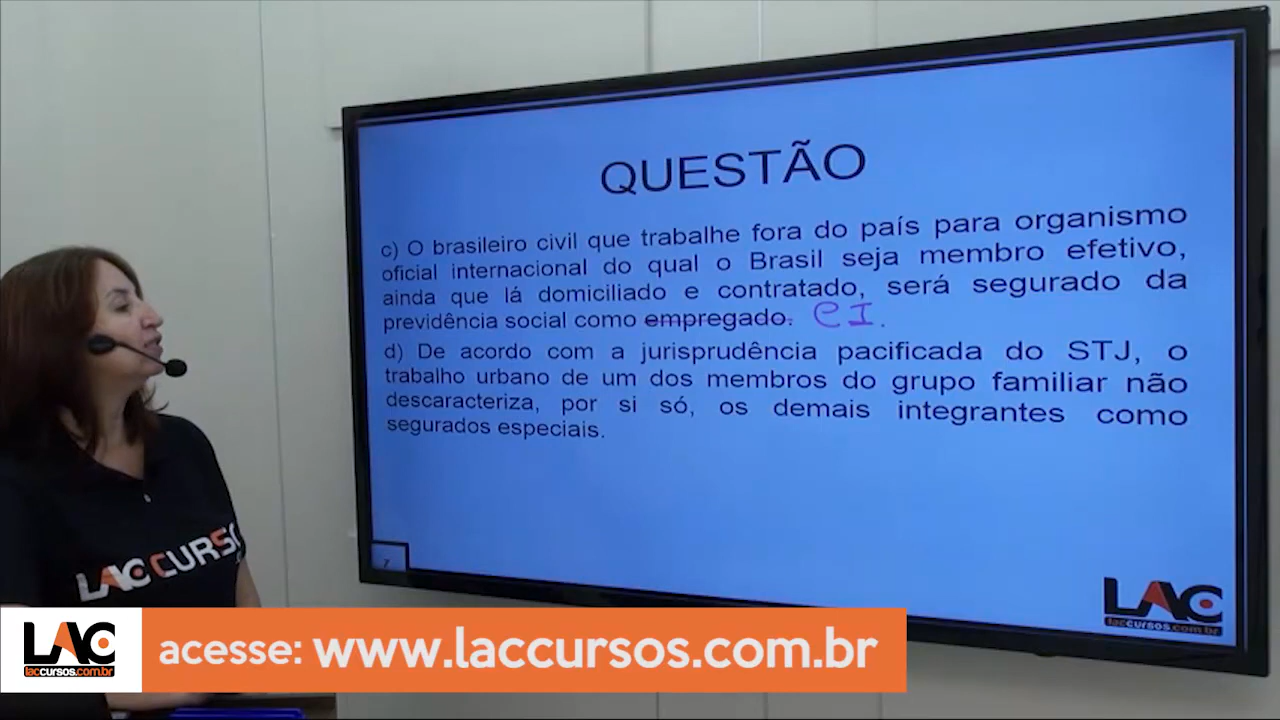 QUESTÃO
c) O brasileiro civil que trabalhe fora do país para organismo
oficial internacional do qual o Brasil seja membro efetivo,
ainda que lá domiciliado e contratado, será segurado da
previdência social como empregado. CI.
d) De acordo com a jurisprudência pacificada do STJ, o
trabalho urbano de um dos membros do grupo familiar não
descaracteriza, por si só, os demais integrantes como
segurados especiais.
7
LAC
laccursos.com.br
LAC CURSO
LAC
laccursos.com.br
acesse: www.laccursos.com.br